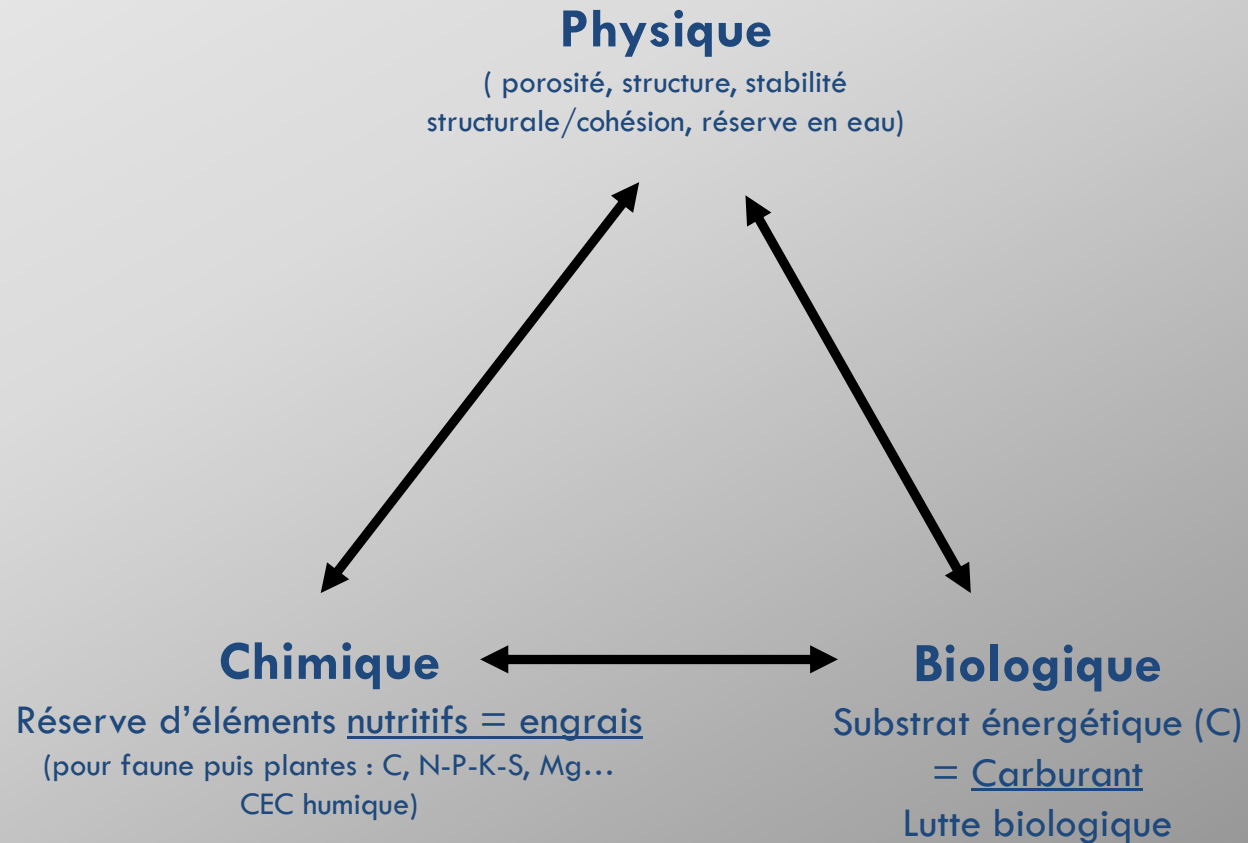 Physique
( porosité, structure, stabilité
structurale/cohésion, réserve en eau)
Chimique
Réserve d'éléments nutritifs = engrais
(pour faune puis plantes : C, N-P-K-S, Mg...
CEC humique)
Biologique
Substrat énergétique (C)
= Carburant
Lutte biologique